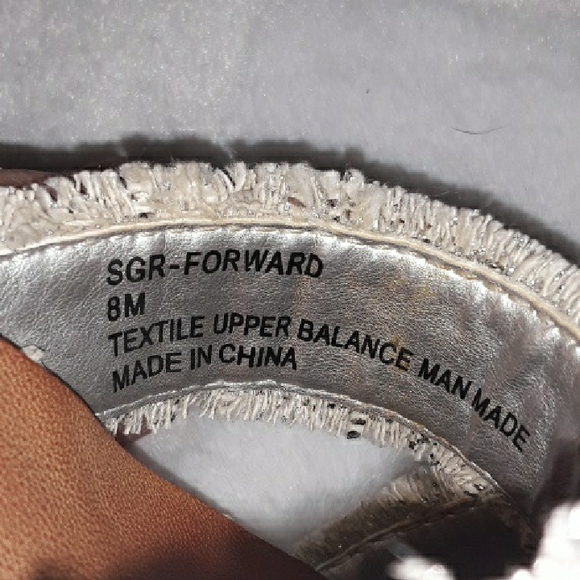 SGR-FORWARD
8M
TEXTILE UPPER BALANCE MAN MADE
MADE IN CHINA